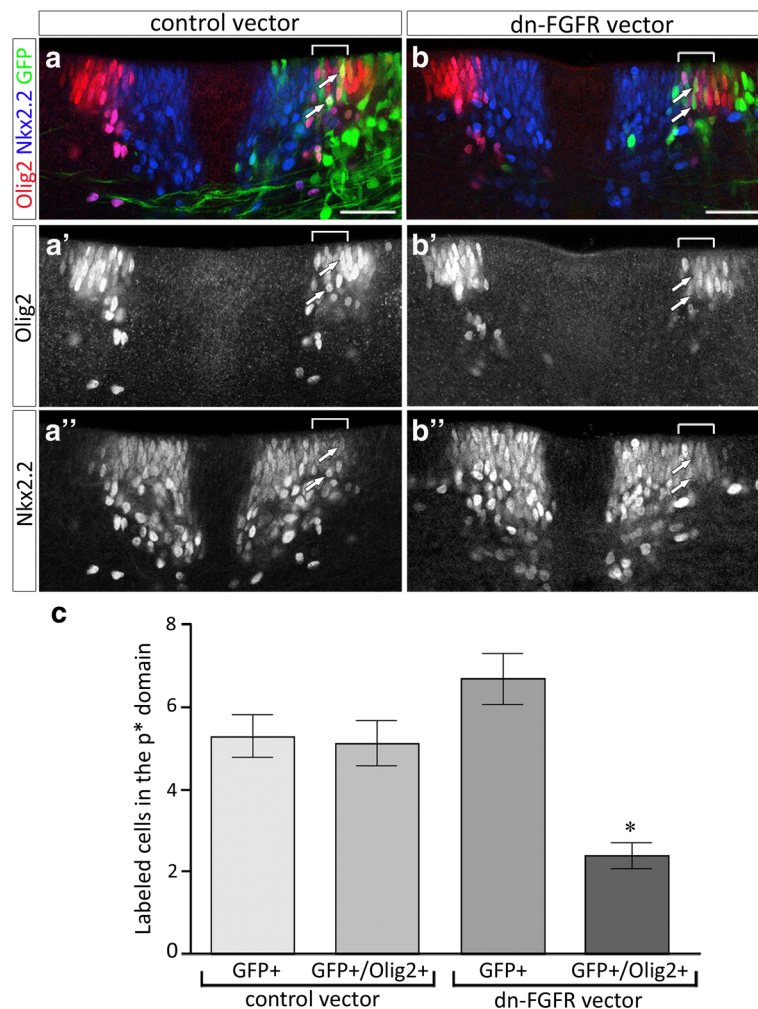 control vector
dn-FGFR vector
Olig2 Nkx2.2 GFP
a
b
Olig2
a’
b’
Nkx2.2
a’’
b’’
c
Labeled cells in the p* domain
8
6
4
2
0
*
GFP+
GFP+/Olig2+
GFP+
GFP+/Olig2+
control vector
dn-FGFR vector